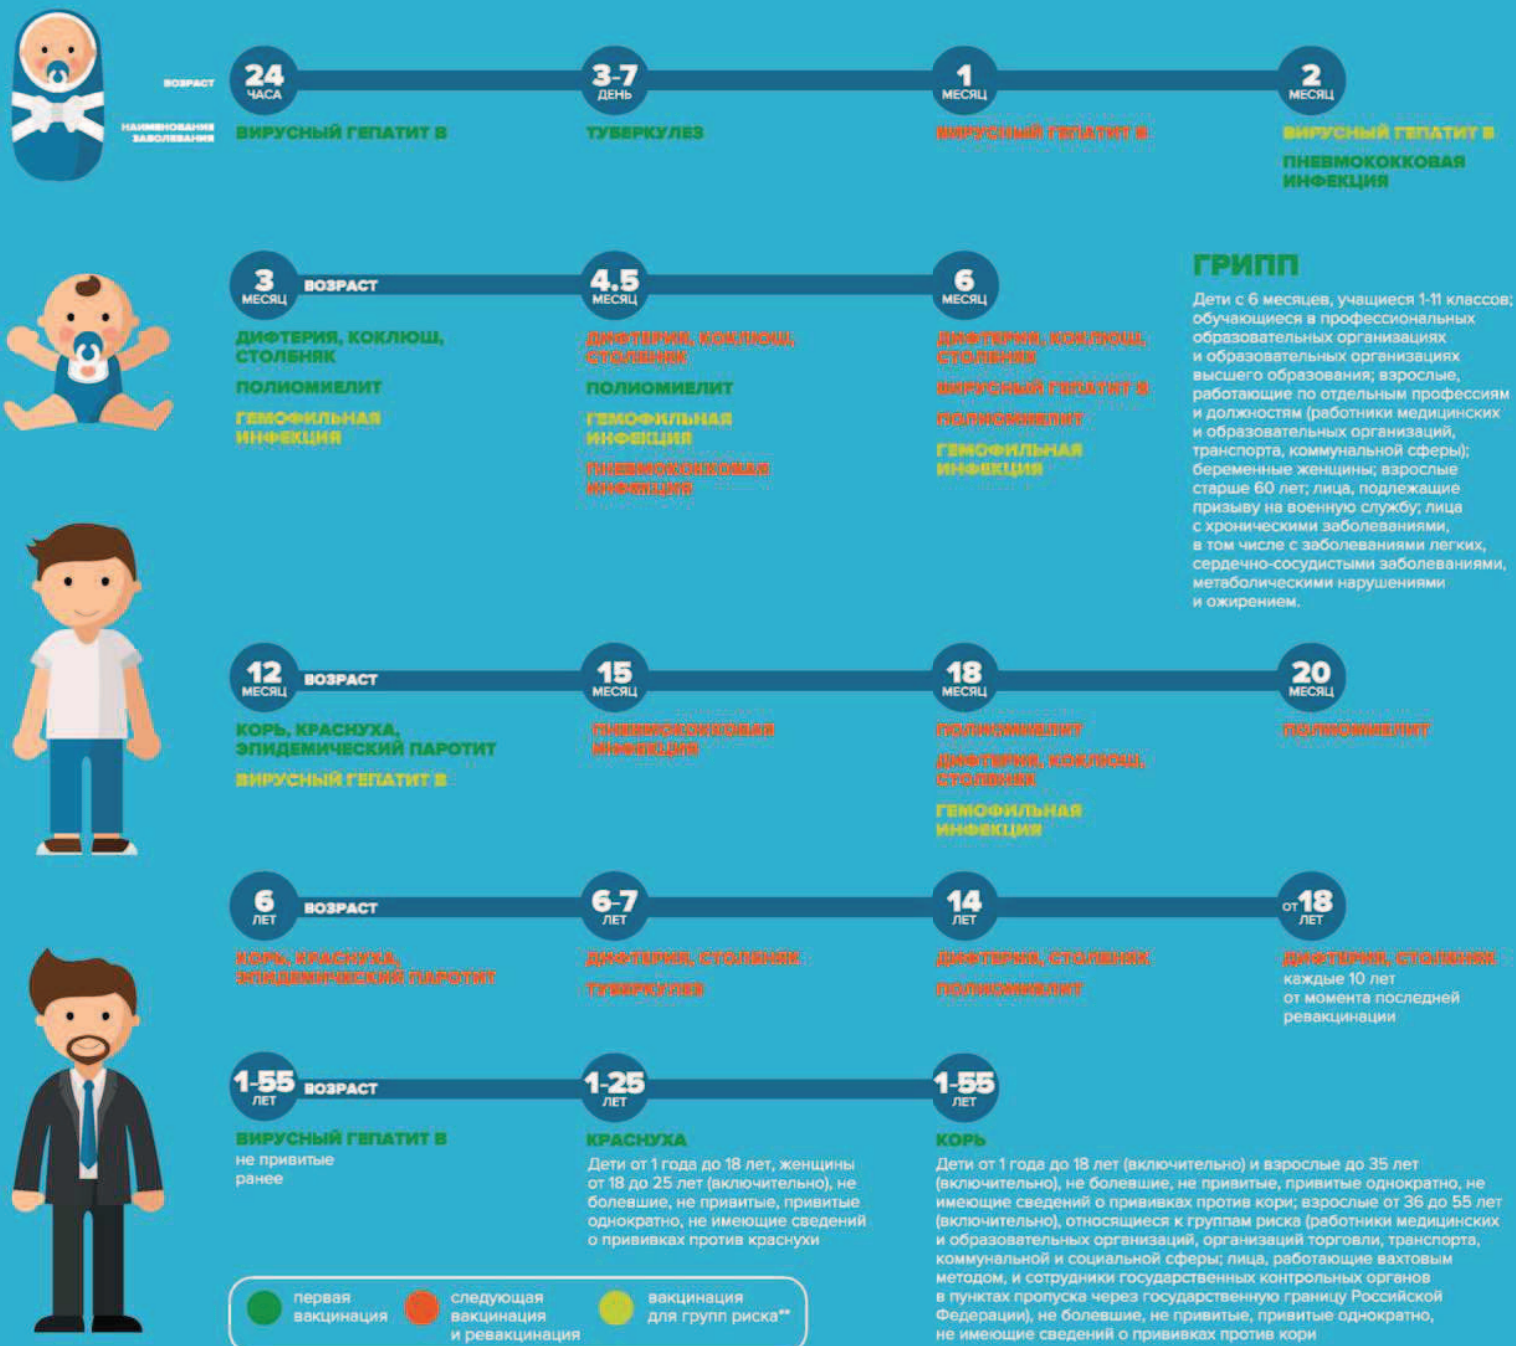 ВОЗРАСТ
24
ЧАСА
3-7
ДЕНЬ
1
МЕСЯЦ
2
МЕСЯЦ
НАИМЕНОВАНИЕ
ЗАБОЛЕВАНИЯ
ВИРУСНЫЙ ГЕПАТИТ В
ТУБЕРКУЛЕЗ
ВИРУСНЫЙ ГЕПАТИТ В
ВИРУСНЫЙ ГЕПАТИТ В
ПНЕВМОКОККОВАЯ
ИНФЕКЦИЯ
3
МЕСЯЦ
ВОЗРАСТ
ДИФТЕРИЯ, КОКЛЮШ,
СТОЛБНЯК
ПОЛИОМИЕЛИТ
ГЕМОФИЛЬНАЯ
ИНФЕКЦИЯ
4.5
МЕСЯЦ
ДИФТЕРИЯ, КОКЛЮШ,
СТОЛБНЯК
ПОЛИОМИЕЛИТ
ГЕМОФИЛЬНАЯ
ИНФЕКЦИЯ
ПНЕВМОКОККОВАЯ
ИНФЕКЦИЯ
6
МЕСЯЦ
ДИФТЕРИЯ, КОКЛЮШ,
СТОЛБНЯК
ВИРУСНЫЙ ГЕПАТИТ В
ПОЛИОМИЕЛИТ
ГЕМОФИЛЬНАЯ
ИНФЕКЦИЯ
ГРИПП
Дети с 6 месяцев, учащиеся 1-11 классов;
обучающиеся в профессиональных
образовательных организациях
и образовательных организациях
высшего образования; взрослые,
работающие по отдельным профессиям
и должностям (работники медицинских
и образовательных организаций,
транспорта, коммунальной сферы);
беременные женщины; взрослые
старше 60 лет; лица, подлежащие
призыву на военную службу; лица
с хроническими заболеваниями,
в том числе с заболеваниями легких,
сердечно-сосудистыми заболеваниями,
метаболическими нарушениями
и ожирением.
12
МЕСЯЦ
ВОЗРАСТ
КОРЬ, КРАСНУХА,
ЭПИДЕМИЧЕСКИЙ ПАРОТИТ
ВИРУСНЫЙ ГЕПАТИТ В
15
МЕСЯЦ
ПНЕВМОКОККОВАЯ
ИНФЕКЦИЯ
18
МЕСЯЦ
ПОЛИОМИЕЛИТ
ДИФТЕРИЯ, КОКЛЮШ,
СТОЛБНЯК
ГЕМОФИЛЬНАЯ
ИНФЕКЦИЯ
20
МЕСЯЦ
ПОЛИОМИЕЛИТ
6
ЛЕТ
ВОЗРАСТ
КОРЬ, КРАСНУХА,
ЭПИДЕМИЧЕСКИЙ ПАРОТИТ
6-7
ЛЕТ
ДИФТЕРИЯ, СТОЛБНЯК
ТУБЕРКУЛЕЗ
14
ЛЕТ
ДИФТЕРИЯ, СТОЛБНЯК
ПОЛИОМИЕЛИТ
от 18
ЛЕТ
ДИФТЕРИЯ, СТОЛБНЯК
каждые 10 лет
от момента последней
ревакцинации
1-55
ЛЕТ
ВОЗРАСТ
ВИРУСНЫЙ ГЕПАТИТ В
не привитые
ранее
1-25
ЛЕТ
КРАСНУХА
Дети от 1 года до 18 лет, женщины
от 18 до 25 лет (включительно), не
болевшие, не привитые, привитые
однократно, не имеющие сведений
о прививках против краснухи
1-55
ЛЕТ
КОРЬ
Дети от 1 года до 18 лет (включительно) и взрослые до 35 лет
(включительно), не болевшие, не привитые, привитые однократно, не
имеющие сведений о прививках против кори; взрослые от 36 до 55 лет
(включительно), относящиеся к группам риска (работники медицинских
и образовательных организаций, организаций торговли, транспорта,
коммунальной и социальной сферы; лица, работающие вахтовым
методом, и сотрудники государственных контрольных органов
в пунктах пропуска через государственную границу Российской
Федерации), не болевшие, не привитые, привитые однократно,
не имеющие сведений о прививках против кори
первая
вакцинация
следующая
вакцинация
и ревакцинация
вакцинация
для групп риска**